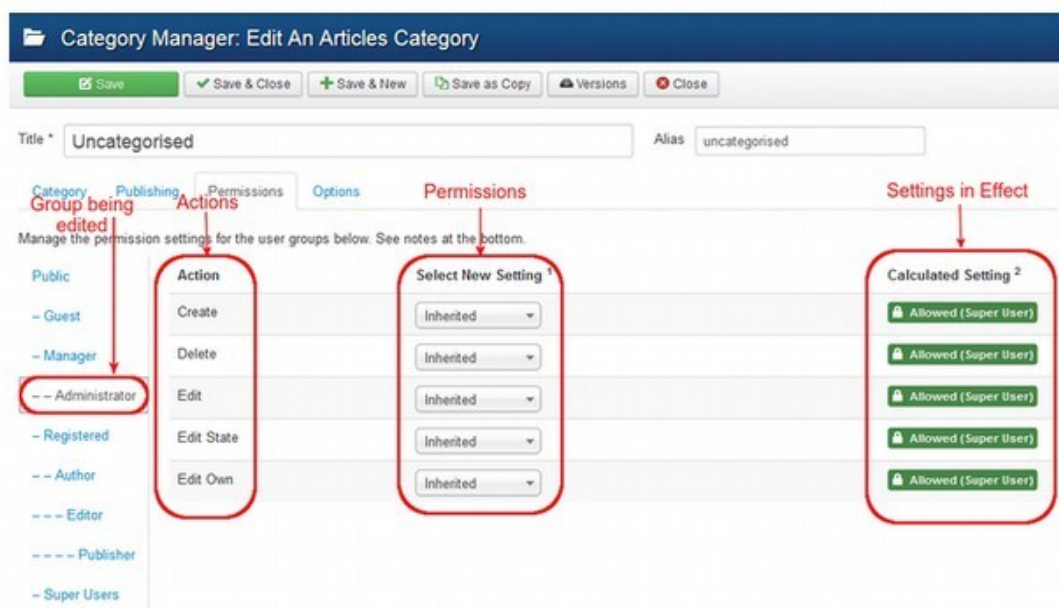 Category Manager: Edit An Articles Category
Save
Save & Close
Save & New
Save as Copy
Versions
Close
Title *
Uncategorised
Alias
uncategorised
Category
Publishing
Permissions
Options
Group being
edited
Actions
Permissions
Settings in Effect
Manage the permission settings for the user groups below. See notes at the bottom.
Public
– Guest
– Manager
– – Administrator
– Registered
– – Author
– – – Editor
– – – – Publisher
– Super Users
Action
Select New Setting 1
Calculated Setting 2
Create
Inherited
Allowed (Super User)
Delete
Inherited
Allowed (Super User)
Edit
Inherited
Allowed (Super User)
Edit State
Inherited
Allowed (Super User)
Edit Own
Inherited
Allowed (Super User)